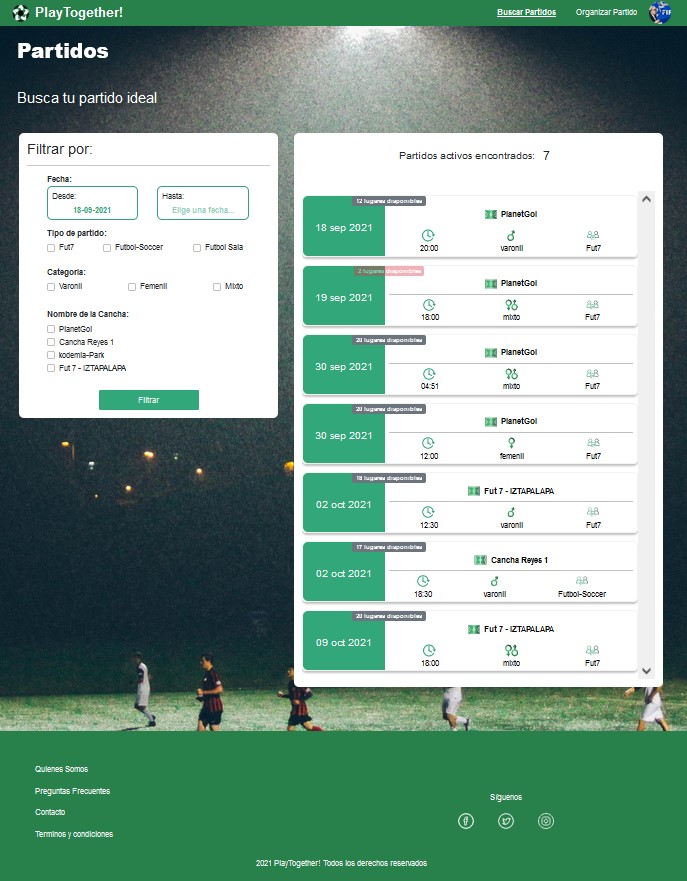 PlayTogether!
Buscar Partidos
Organizar Partido
Partidos
Busca tu partido ideal
Filtrar por:
Fecha:
Desde:
18-09-2021
Hasta:
Elige una fecha...
Tipo de partido:
Fut7
Futbol-Soccer
Futbol Sala
Categoria:
Varonil
Femenil
Mixto
Nombre de la Cancha:
PlanetGol
Cancha Reyes 1
kodemia-Park
Fut 7 - IZTAPALAPA
Filtrar
Partidos activos encontrados: 7
12 lugares disponibles
18 sep 2021
PlanetGol
20:00
varonil
Fut7
2 lugares disponibles
19 sep 2021
PlanetGol
18:00
mixto
Fut7
20 lugares disponibles
30 sep 2021
PlanetGol
04:51
mixto
Fut7
20 lugares disponibles
30 sep 2021
PlanetGol
12:00
femenil
Fut7
18 lugares disponibles
02 oct 2021
Fut 7 - IZTAPALAPA
12:30
varonil
Fut7
17 lugares disponibles
02 oct 2021
Cancha Reyes 1
18:30
varonil
Futbol-Soccer
20 lugares disponibles
09 oct 2021
Fut 7 - IZTAPALAPA
18:00
mixto
Fut7
Quienes Somos
Preguntas Frecuentes
Contacto
Terminos y condiciones
Síguenos
2021 PlayTogether! Todos los derechos reservados